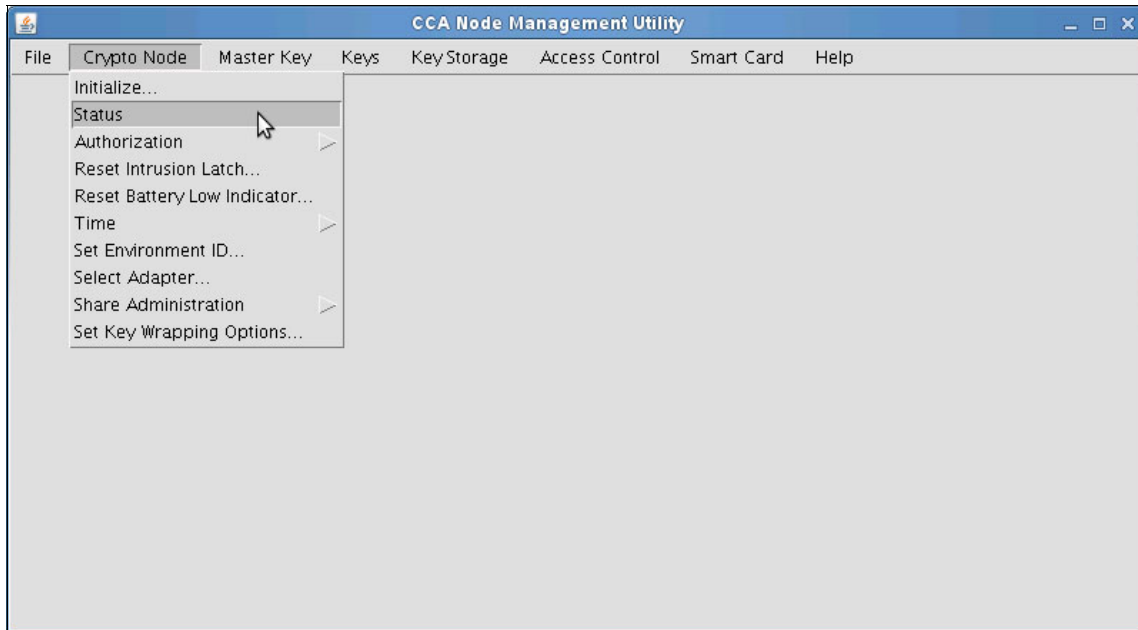 CCA Node Management Utility
File Crypto Node Master Key Keys Key Storage Access Control Smart Card Help
Initialize...
Status
Authorization
Reset Intrusion Latch...
Reset Battery Low Indicator...
Time
Set Environment ID...
Select Adapter...
Share Administration
Set Key Wrapping Options...